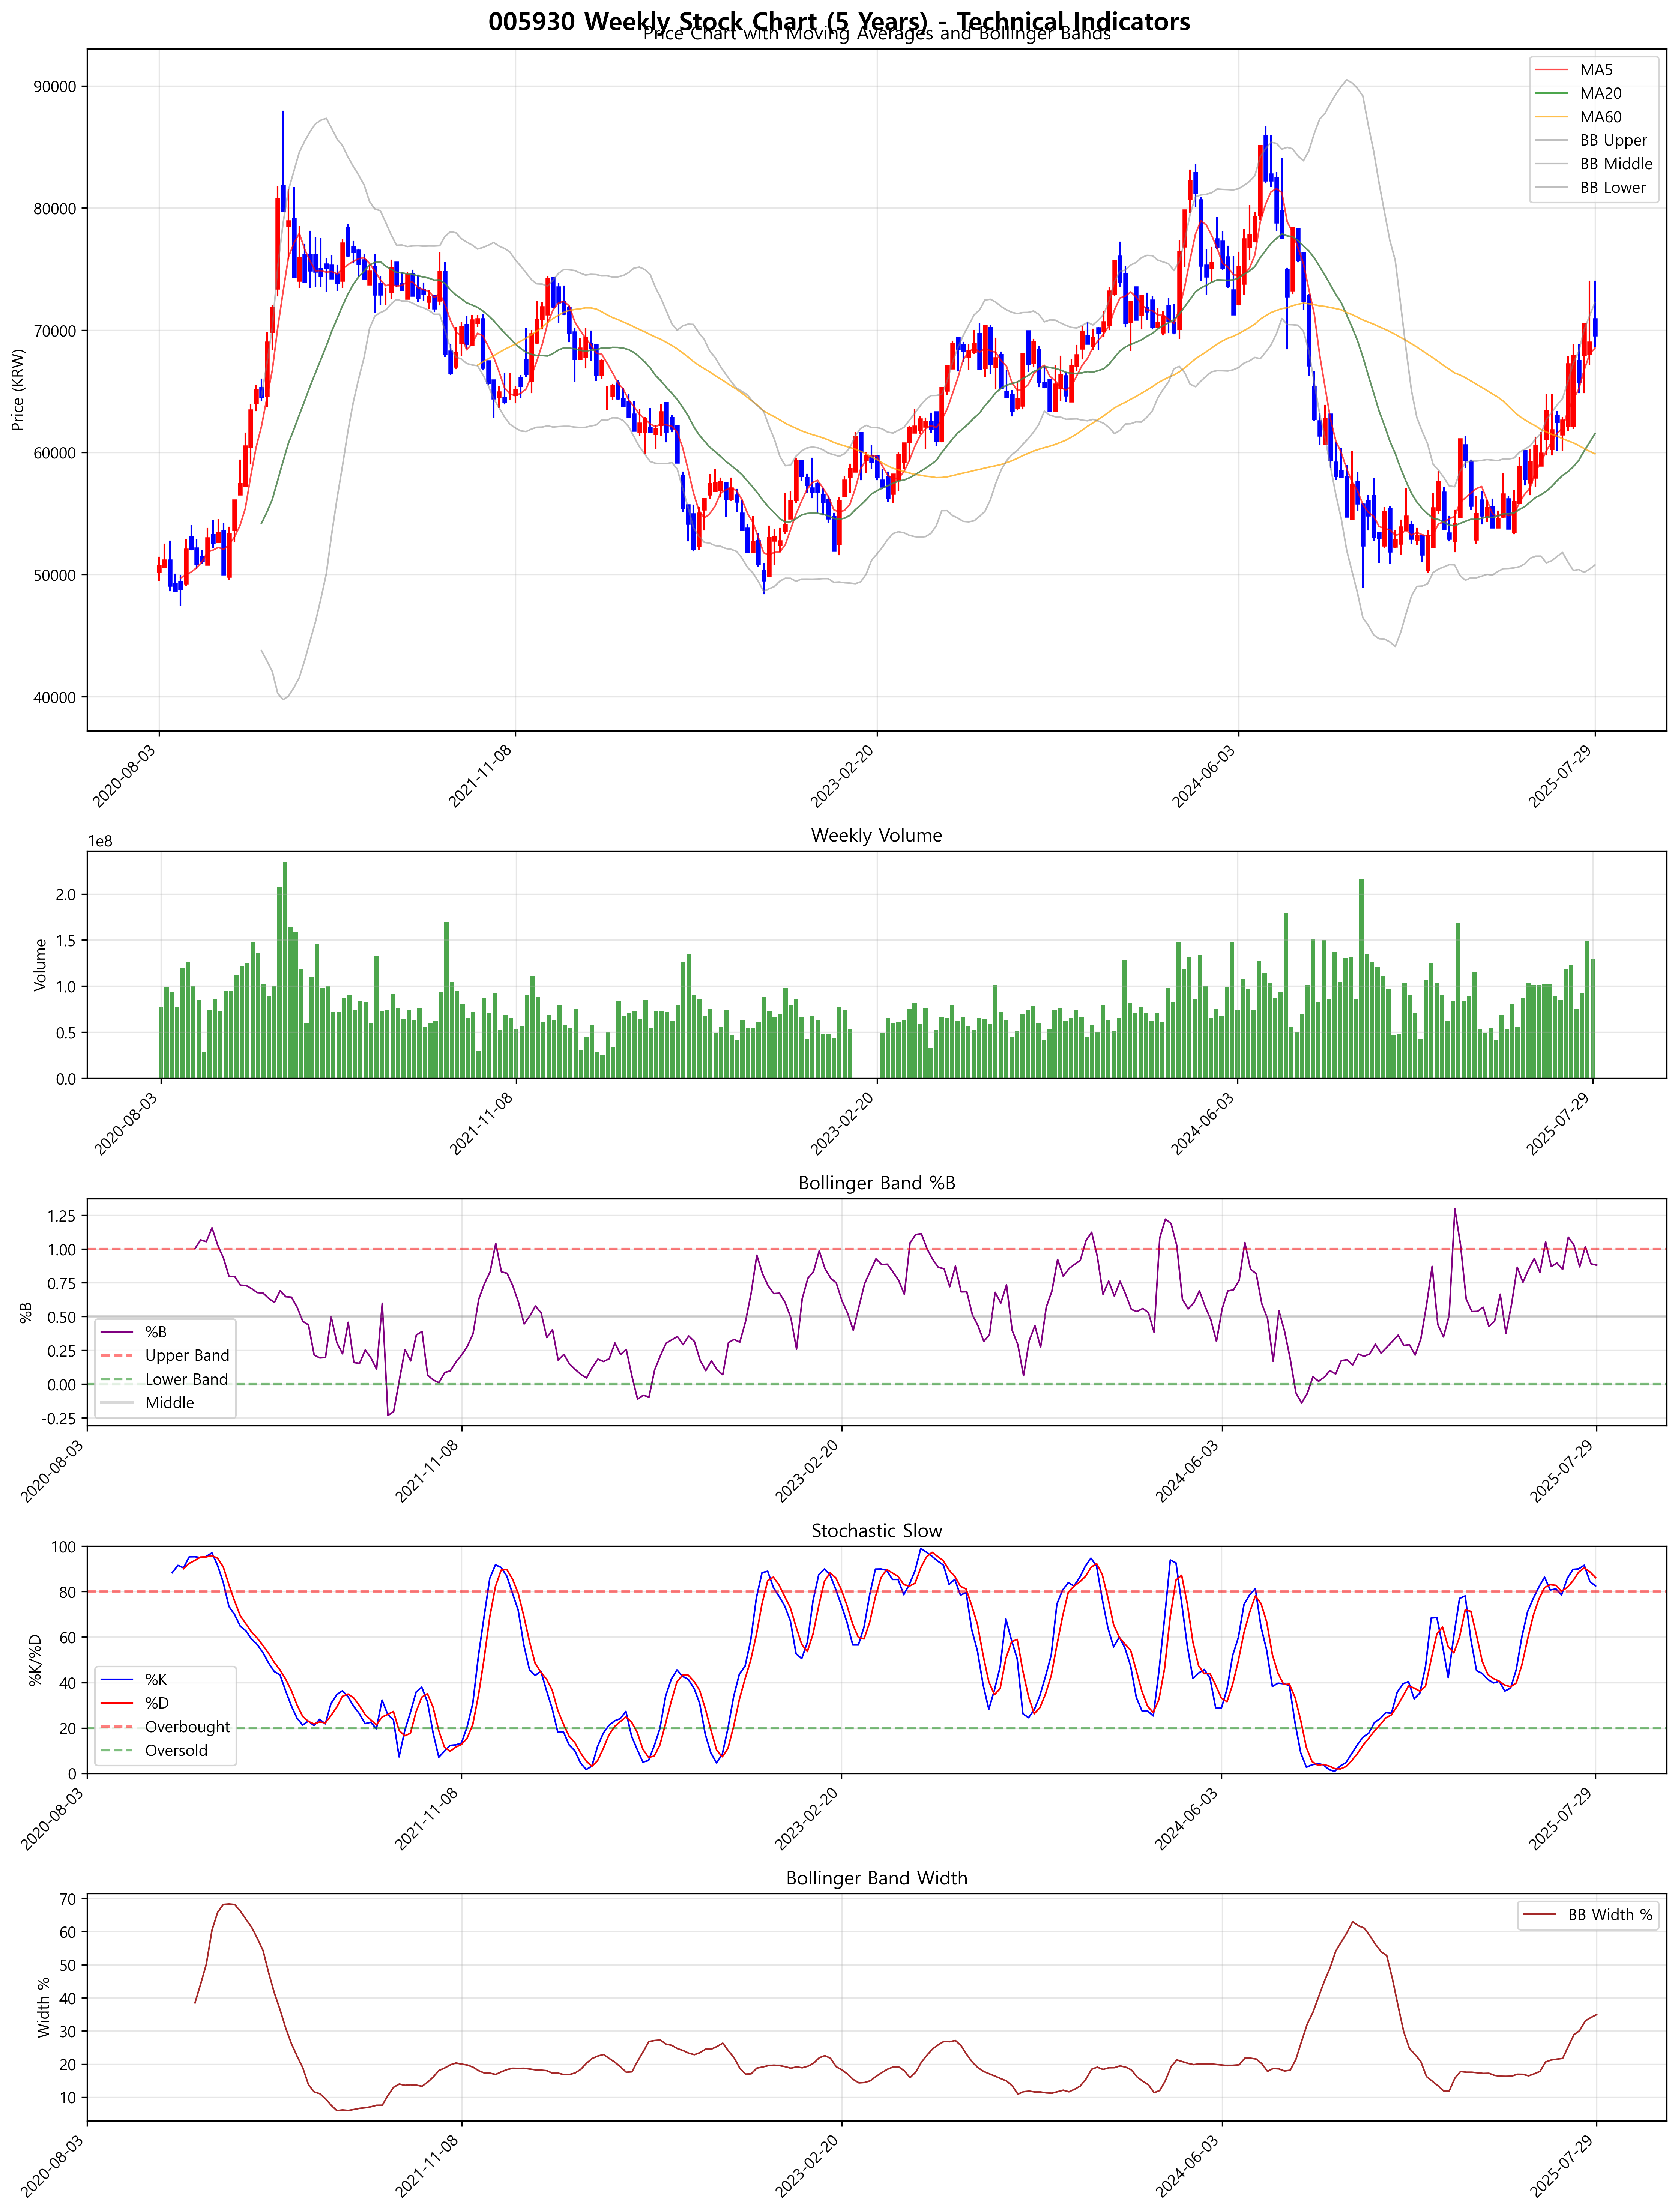 005930 Weekly Stock Chart (5 Years) - Technical Indicators
Price Chart with Moving Averages and Bollinger Bands
Price (KRW)
90000
80000
70000
60000
50000
40000
MA5
MA20
MA60
BB Upper
BB Middle
BB Lower
2020-08-03
2021-11-08
2023-02-20
2024-06-03
2025-07-29
Weekly Volume
1e8
Volume
2.0
1.5
1.0
0.5
0.0
2020-08-03
2021-11-08
2023-02-20
2024-06-03
2025-07-29
Bollinger Band %B
%B
1.25
1.00
0.75
0.50
0.25
0.00
-0.25
%B
Upper Band
Lower Band
Middle
2020-08-03
2021-11-08
2023-02-20
2024-06-03
2025-07-29
Stochastic Slow
%K/%D
100
80
60
40
20
0
%K
%D
Overbought
Oversold
2020-08-03
2021-11-08
2023-02-20
2024-06-03
2025-07-29
Bollinger Band Width
Width %
70
60
50
40
30
20
10
BB Width %
2020-08-03
2021-11-08
2023-02-20
2024-06-03
2025-07-29